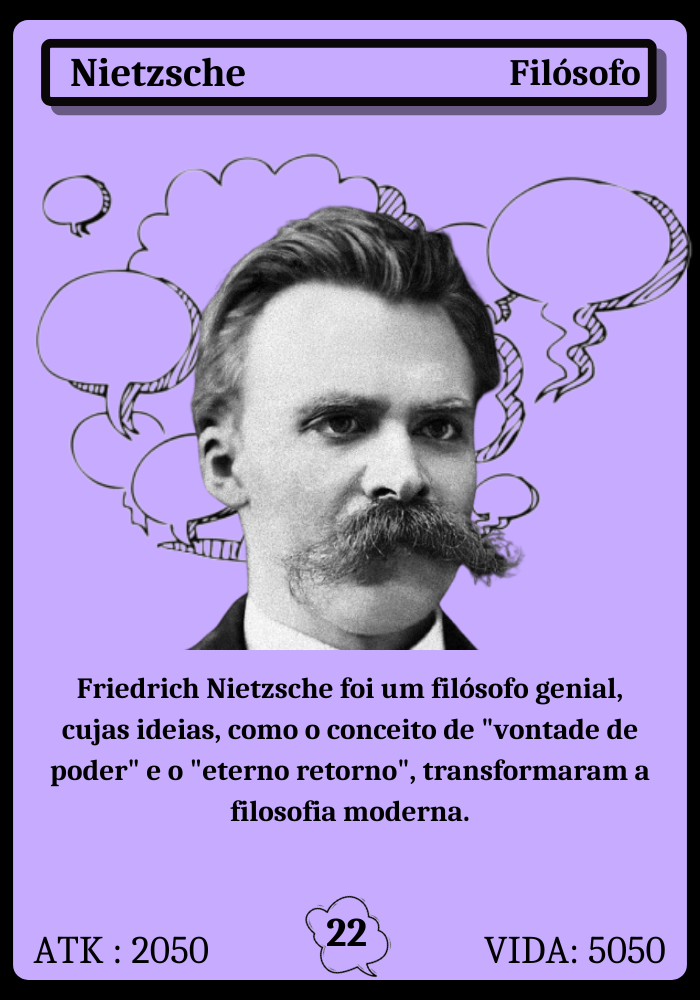 Nietzsche Filósofo
Friedrich Nietzsche foi um filósofo genial,
cujas ideias, como o conceito de "vontade de
poder" e o "eterno retorno", transformaram a
filosofia moderna.
ATK : 2050 22 VIDA: 5050